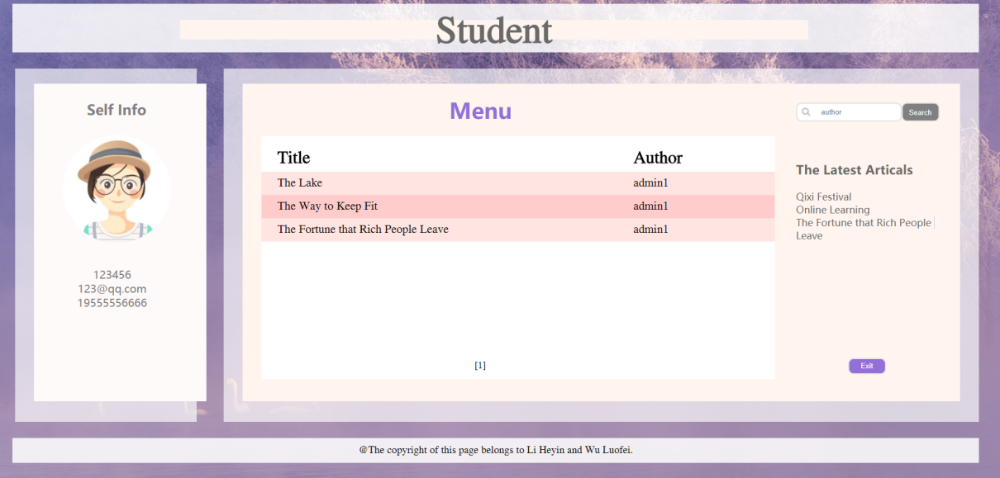 Student
Self Info
123456
123@qq.com
19555556666
Menu
Title Author
The Lake admin1
The Way to Keep Fit admin1
The Fortune that Rich People Leave admin1
[1]
author Search
The Latest Articals
Qixi Festival
Online Learning
The Fortune that Rich People
Leave
Exit
@The copyright of this page belongs to Li Heyin and Wu Luofei.